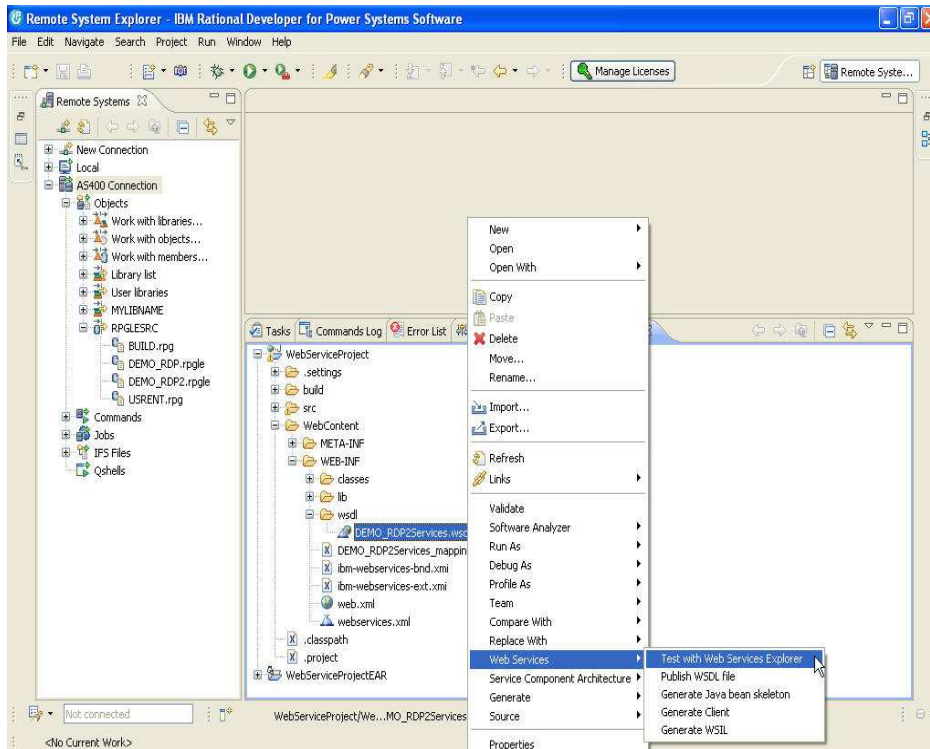 Remote System Explorer - IBM Rational Developer for Power Systems Software
File Edit Navigate Search Project Run Window Help
Manage Licenses
Remote Syste...
Remote Systems
New Connection
Local
AS400 Connection
Objects
Work with libraries...
Work with objects...
Work with members...
Library list
User libraries
MYLIBNAME
RPGLESRC
BUILD.rpg
DEMO_RDP.rpgle
DEMO_RDP2.rpgle
USRENT.rpg
Commands
Jobs
IFS Files
Qshells
Tasks Commands Log Error List
WebServiceProject
.settings
build
src
WebContent
META-INF
WEB-INF
classes
lib
wsdl
DEMO_RDP2Services.wsd
DEMO_RDP2Services_mappin
ibm-webservices-bnd.xmi
ibm-webservices-ext.xmi
web.xml
webservices.xml
.classpath
.project
WebServiceProjectEAR
New
Open
Open With
Copy
Paste
Delete
Move...
Rename...
Import...
Export...
Refresh
Links
Validate
Software Analyzer
Run As
Debug As
Profile As
Team
Compare With
Replace With
Web Services
Service Component Architecture
Generate
Source
Properties
Test with Web Services Explorer
Publish WSDL file
Generate Java bean skeleton
Generate Client
Generate WSIL
Not connected
WebServiceProject/We...MO_RDP2Services
<No Current Work>